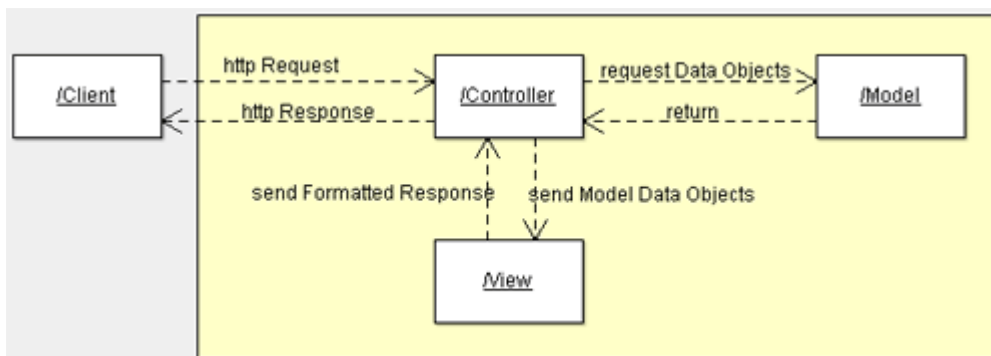 http Request
request Data Objects
/Client
/Controller
/Model
http Response
return
send Formatted Response
send Model Data Objects
/View